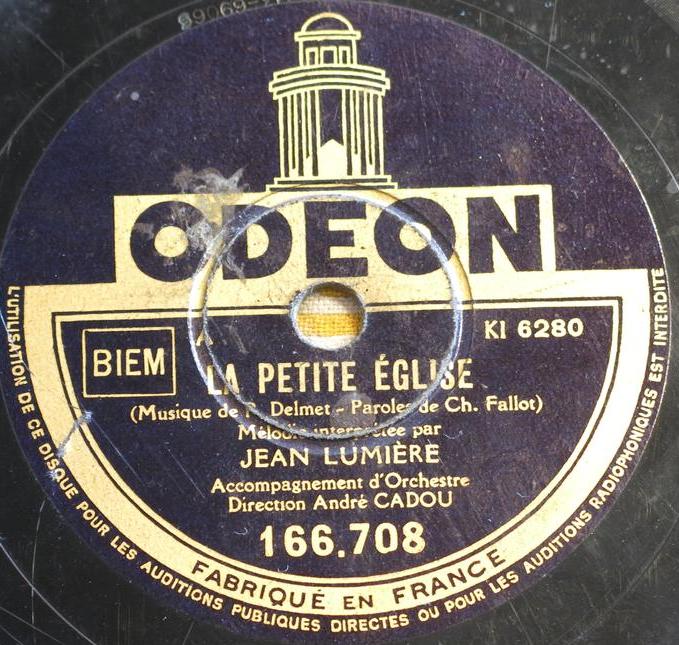 ODEON
BIEM
A
KI 6280
LA PETITE ÉGLISE
(Musique de P. Delmet - Paroles de Ch. Fallot)
Mélodie interprétée par
JEAN LUMIÈRE
Accompagnement d'Orchestre
Direction André CADOU
166.708
FABRIQUÉ EN FRANCE
L'UTILISATION DE CE DISQUE POUR LES AUDITIONS PUBLIQUES DIRECTES OU POUR LES AUDITIONS RADIOPHONIQUES EST INTERDITE